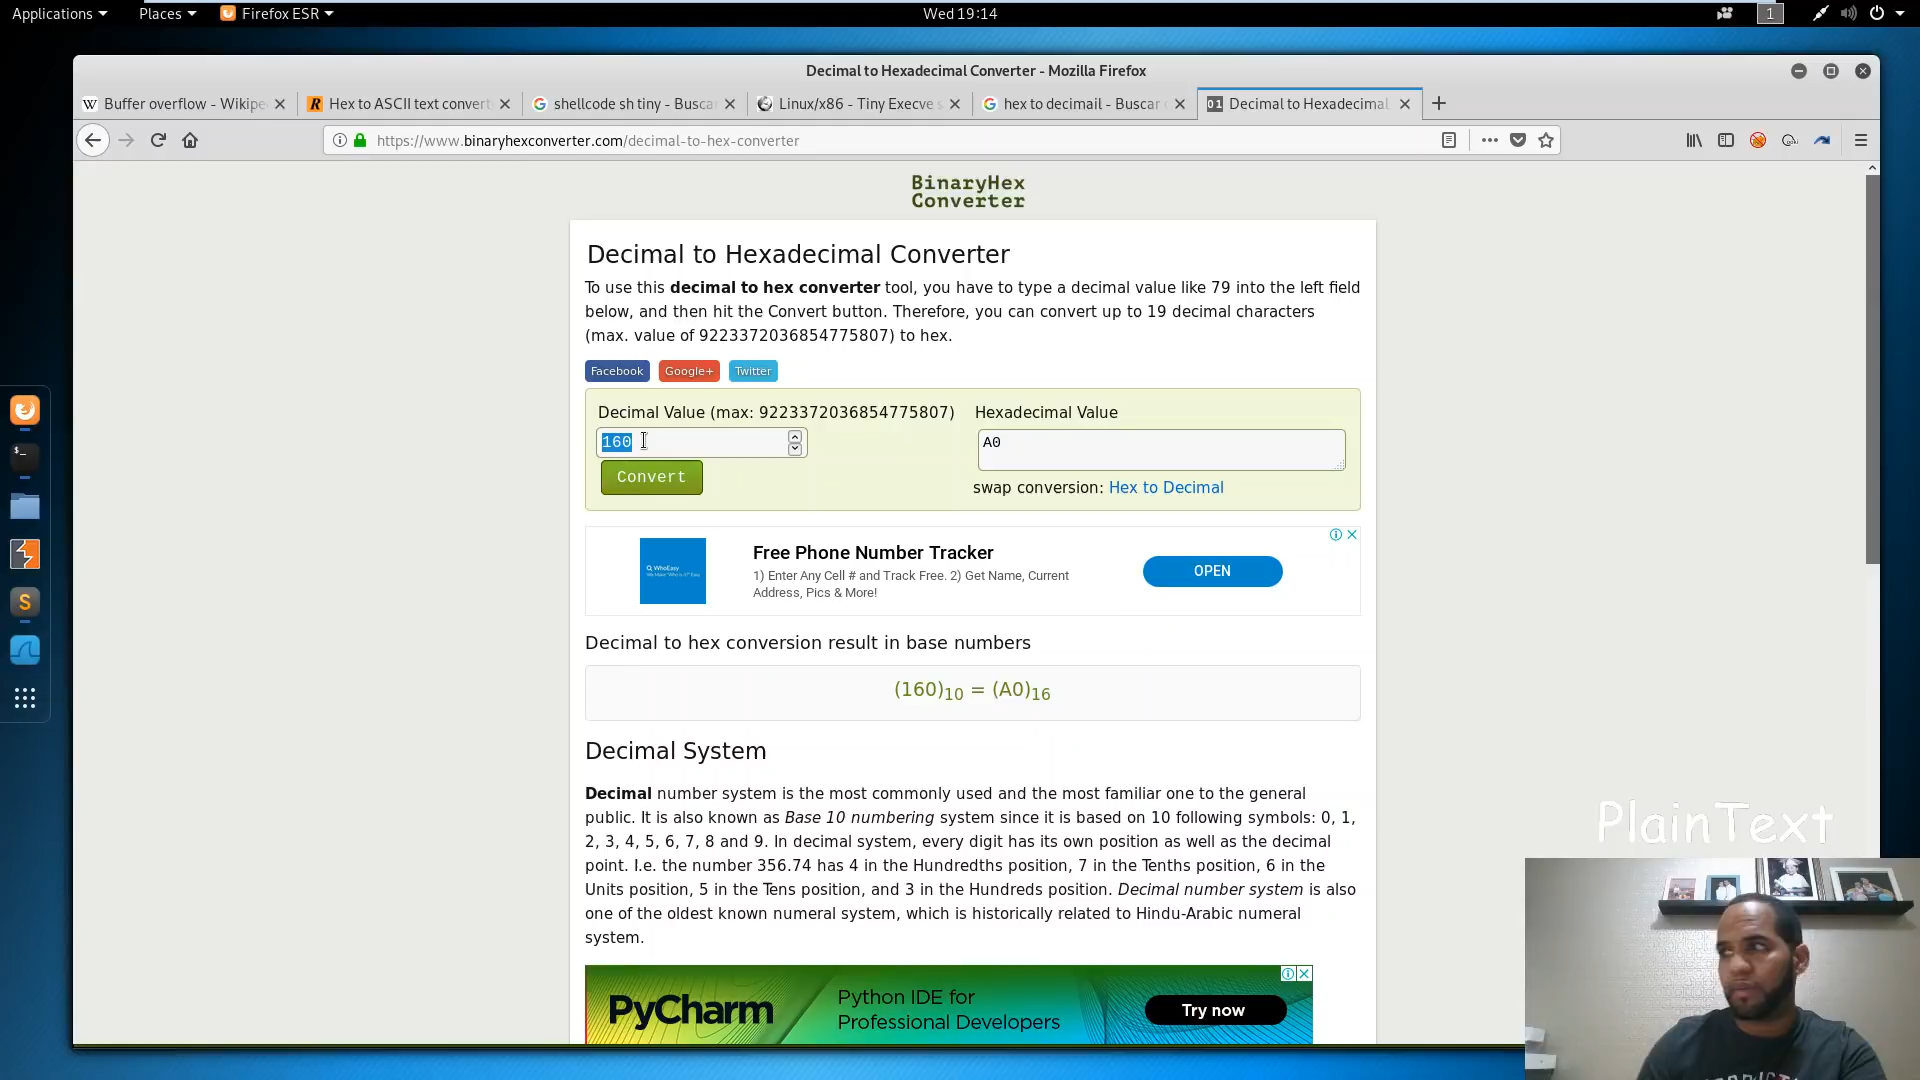 Applications Places Firefox ESR Wed 19:14 1
Decimal to Hexadecimal Converter - Mozilla Firefox
Buffer overflow - Wikipe Hex to ASCII text convert shellcode sh tiny - Busca Linux/x86 - Tiny Execve s hex to decimail - Buscar 01 Decimal to Hexadecimal
https://www.binaryhexconverter.com/decimal-to-hex-converter
BinaryHex
Converter
Decimal to Hexadecimal Converter
To use this decimal to hex converter tool, you have to type a decimal value like 79 into the left field
below, and then hit the Convert button. Therefore, you can convert up to 19 decimal characters
(max. value of 9223372036854775807) to hex.
Facebook Google+ Twitter
Decimal Value (max: 9223372036854775807) Hexadecimal Value
160 A0
Convert
swap conversion: Hex to Decimal
Free Phone Number Tracker
1) Enter Any Cell # and Track Free. 2) Get Name, Current
Address, Pics & More!
OPEN
WhoEasy
Decimal to hex conversion result in base numbers
(160)10 = (A0)16
Decimal System
Decimal number system is the most commonly used and the most familiar one to the general
public. It is also known as Base 10 numbering system since it is based on 10 following symbols: 0, 1,
2, 3, 4, 5, 6, 7, 8 and 9. In decimal system, every digit has its own position as well as the decimal
point. I.e. the number 356.74 has 4 in the Hundredths position, 7 in the Tenths position, 6 in the
Units position, 5 in the Tens position, and 3 in the Hundreds position. Decimal number system is also
one of the oldest known numeral system, which is historically related to Hindu-Arabic numeral
system.
PyCharm
Python IDE for
Professional Developers
Try now
PlainText